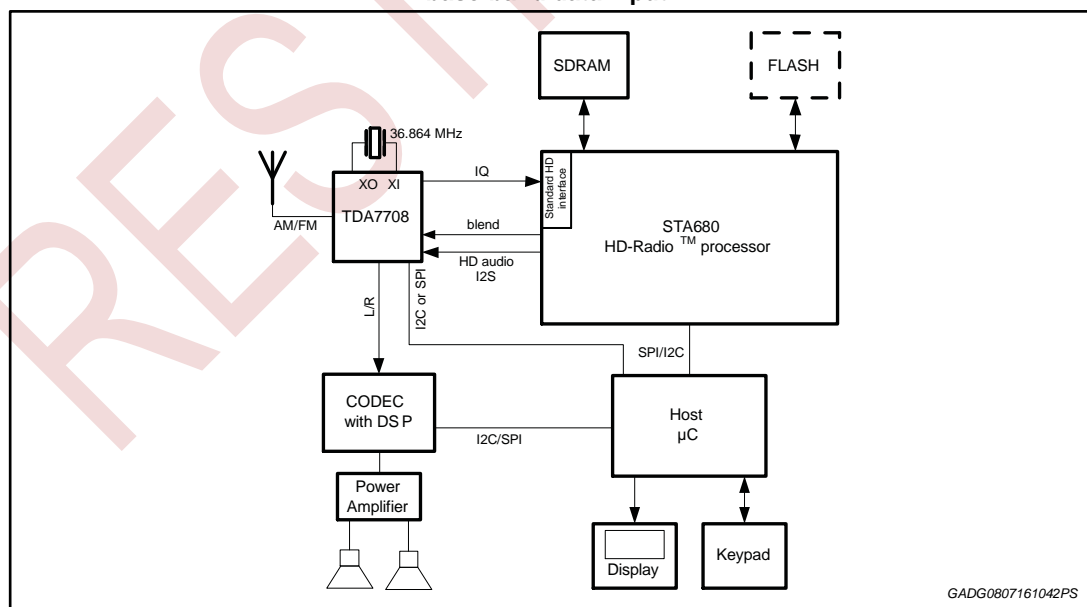 SDRAM
FLASH
36.864 MHz
XO XI
TDA7708
AM/FM
IQ
Standard HD
interface
blend
HD audio
I2S
STA680
HD-Radio ™ processor
L/R
I2C or SPI
SPI/I2C
CODEC
with DSP
I2C/SPI
Host
µC
Power
Amplifier
Display
Keypad
GADG0807161042PS
REST